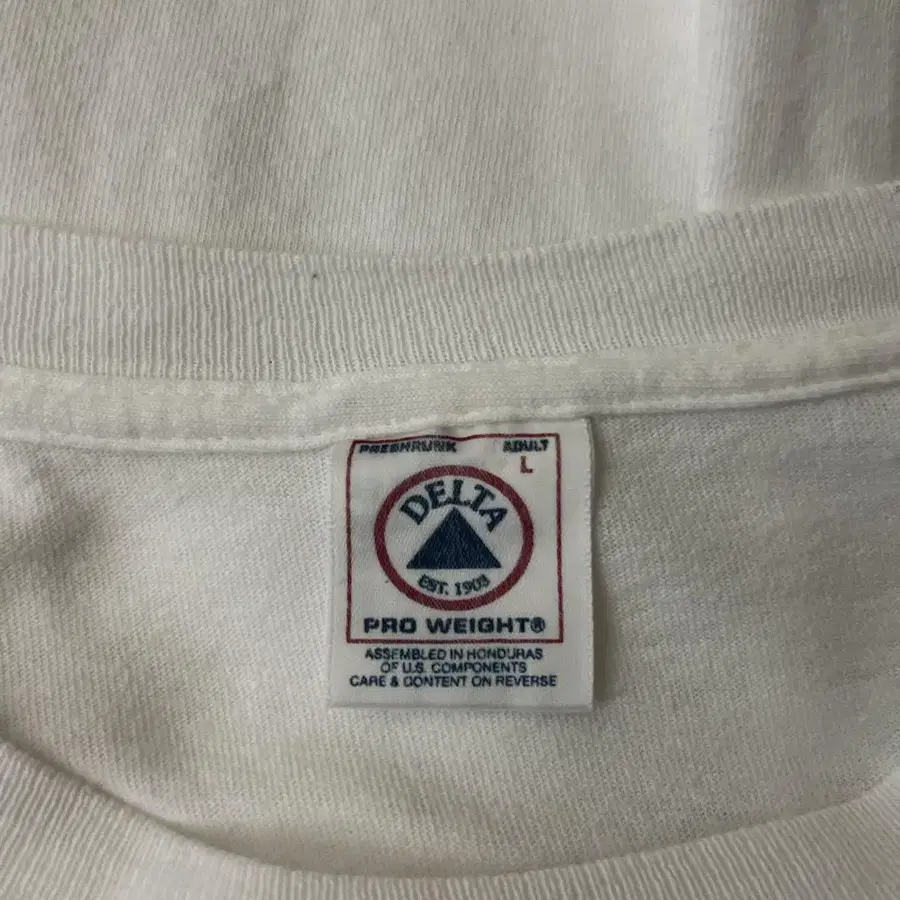 PRESHRUNK ADULT
L
DELTA
EST. 1903
PRO WEIGHT®
ASSEMBLED IN HONDURAS
OF U.S. COMPONENTS
CARE & CONTENT ON REVERSE